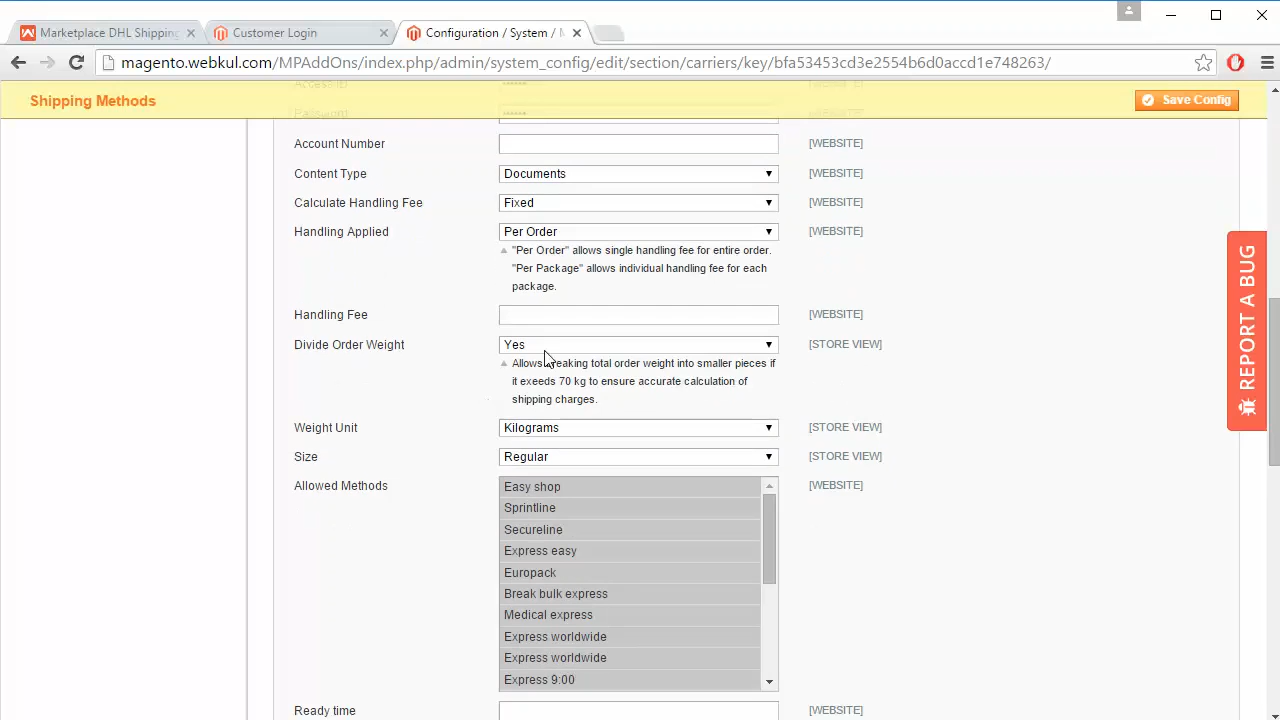 Marketplace DHL Shipping
Customer Login
Configuration / System / M
magento.webkul.com/MPAddOns/index.php/admin/system_config/edit/section/carriers/key/bfa53453cd3e2554b6d0accd1e748263/
Shipping Methods
Save Config
AccessID
Password
Account Number
[WEBSITE]
Content Type
Documents
[WEBSITE]
Calculate Handling Fee
Fixed
[WEBSITE]
Handling Applied
Per Order
[WEBSITE]
"Per Order" allows single handling fee for entire order.
"Per Package" allows individual handling fee for each
package.
Handling Fee
[WEBSITE]
Divide Order Weight
Yes
[STORE VIEW]
Allows breaking total order weight into smaller pieces if
it exeeds 70 kg to ensure accurate calculation of
shipping charges.
Weight Unit
Kilograms
[STORE VIEW]
Size
Regular
[STORE VIEW]
Allowed Methods
[WEBSITE]
Easy shop
Sprintline
Secureline
Express easy
Europack
Break bulk express
Medical express
Express worldwide
Express worldwide
Express 9:00
Ready time
[WEBSITE]
REPORT A BUG